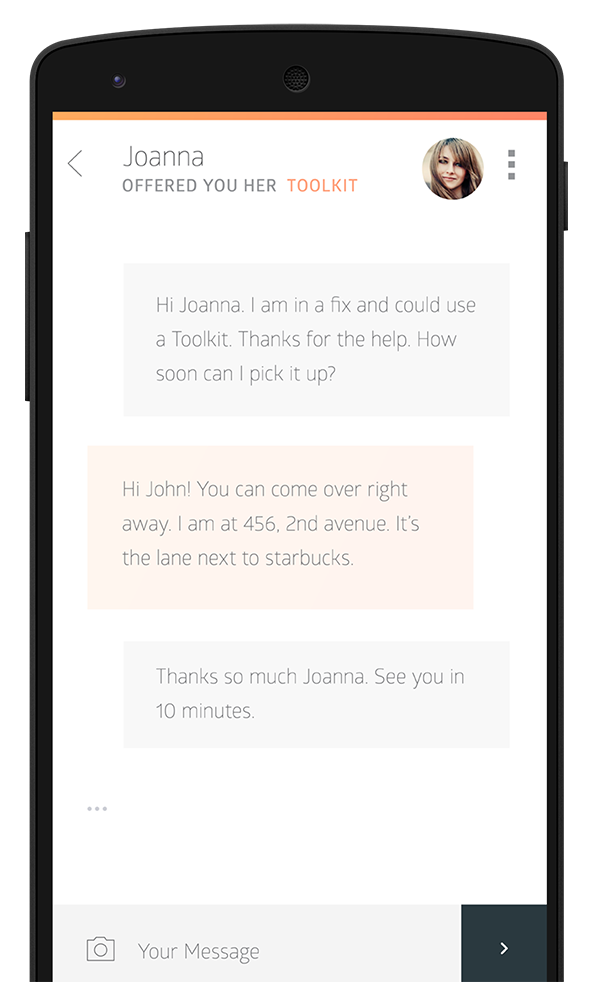 Joanna
OFFERED YOU HER TOOLKIT
Hi Joanna. I am in a fix and could use
a Toolkit. Thanks for the help. How
soon can I pick it up?
Hi John! You can come over right
away. I am at 456, 2nd avenue. It’s
the lane next to starbucks.
Thanks so much Joanna. See you in
10 minutes.
Your Message